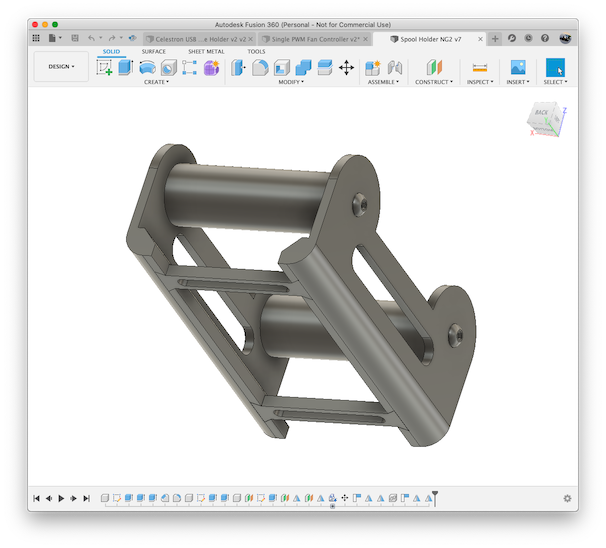 Autodesk Fusion 360 (Personal - Not for Commercial Use)
Celestron USB ...e Holder v2 v2
Single PWM Fan Controller v2*
Spool Holder NG2 v7
SOLID
SURFACE
SHEET METAL
TOOLS
DESIGN
CREATE
MODIFY
ASSEMBLE
CONSTRUCT
INSPECT
INSERT
SELECT
BACK
Z
X